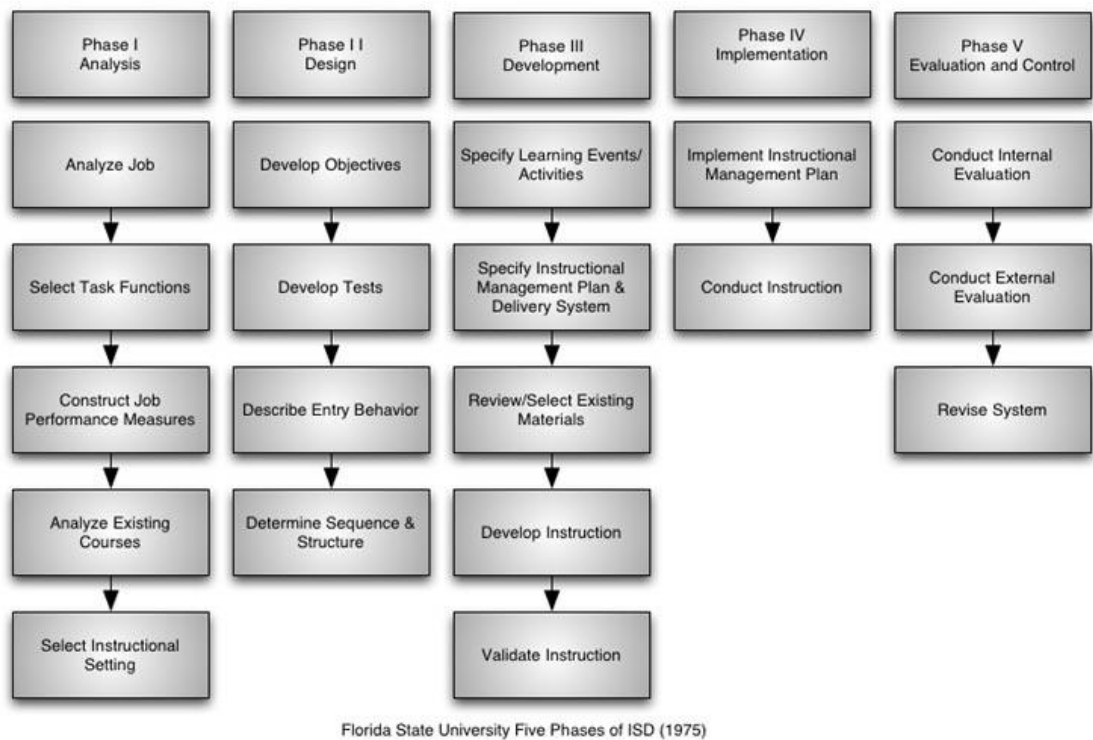 Phase I
Analysis
Phase I I
Design
Phase III
Development
Phase IV
Implementation
Phase V
Evaluation and Control
Analyze Job
Develop Objectives
Specify Learning Events/
Activities
Implement Instructional
Management Plan
Conduct Internal
Evaluation
Select Task Functions
Develop Tests
Specify Instructional
Management Plan &
Delivery System
Conduct Instruction
Conduct External
Evaluation
Construct Job
Performance Measures
Describe Entry Behavior
Review/Select Existing
Materials
Revise System
Analyze Existing
Courses
Determine Sequence &
Structure
Develop Instruction
Select Instructional
Setting
Validate Instruction
Florida State University Five Phases of ISD (1975)